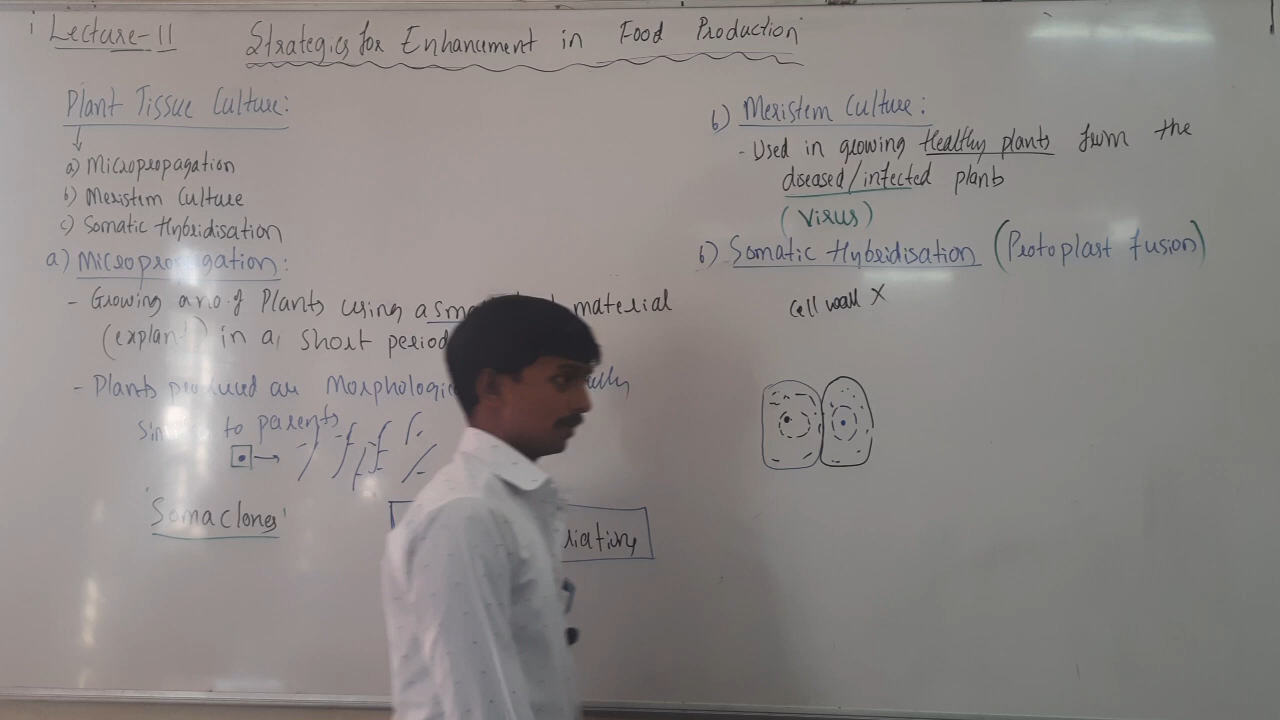 Lecture-11
Strategies for Enhancement in Food Production
Plant Tissue Culture:
a) Micropropagation
b) Meristem Culture
c) Somatic Hybridisation
a) Micropropagation:
- Growing a no. of Plants using a material
(explant) in a short period
- Plants produced are
to parents
'Somaclones'
b) Meristem Culture:
- Used in growing Healthy plants from the
diseased/infected plants
(Virus)
b) Somatic Hybridisation (Protoplast fusion)
Cell wall X